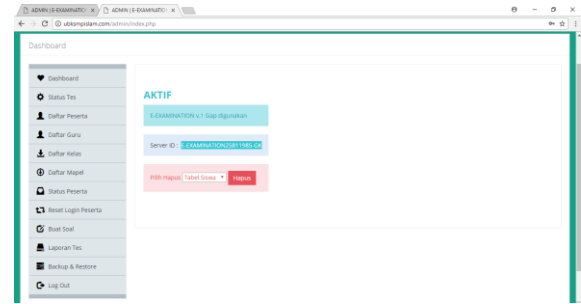 ADMIN | E-EXAMINATIO
ADMIN | E-EXAMINATIO
ubkompislam.com/admin/index.php
Dashboard
Dashboard
Status Tes
Daftar Peserta
Daftar Guru
Daftar Kelas
Daftar Mapel
Status Peserta
Reset Login Peserta
Buat Soal
Laporan Tes
Backup & Restore
Log Out
AKTIF
E-EXAMINATION v.1 Siap digunakan
Server ID :
Pilih Hapus Tabel Siswa Hapus